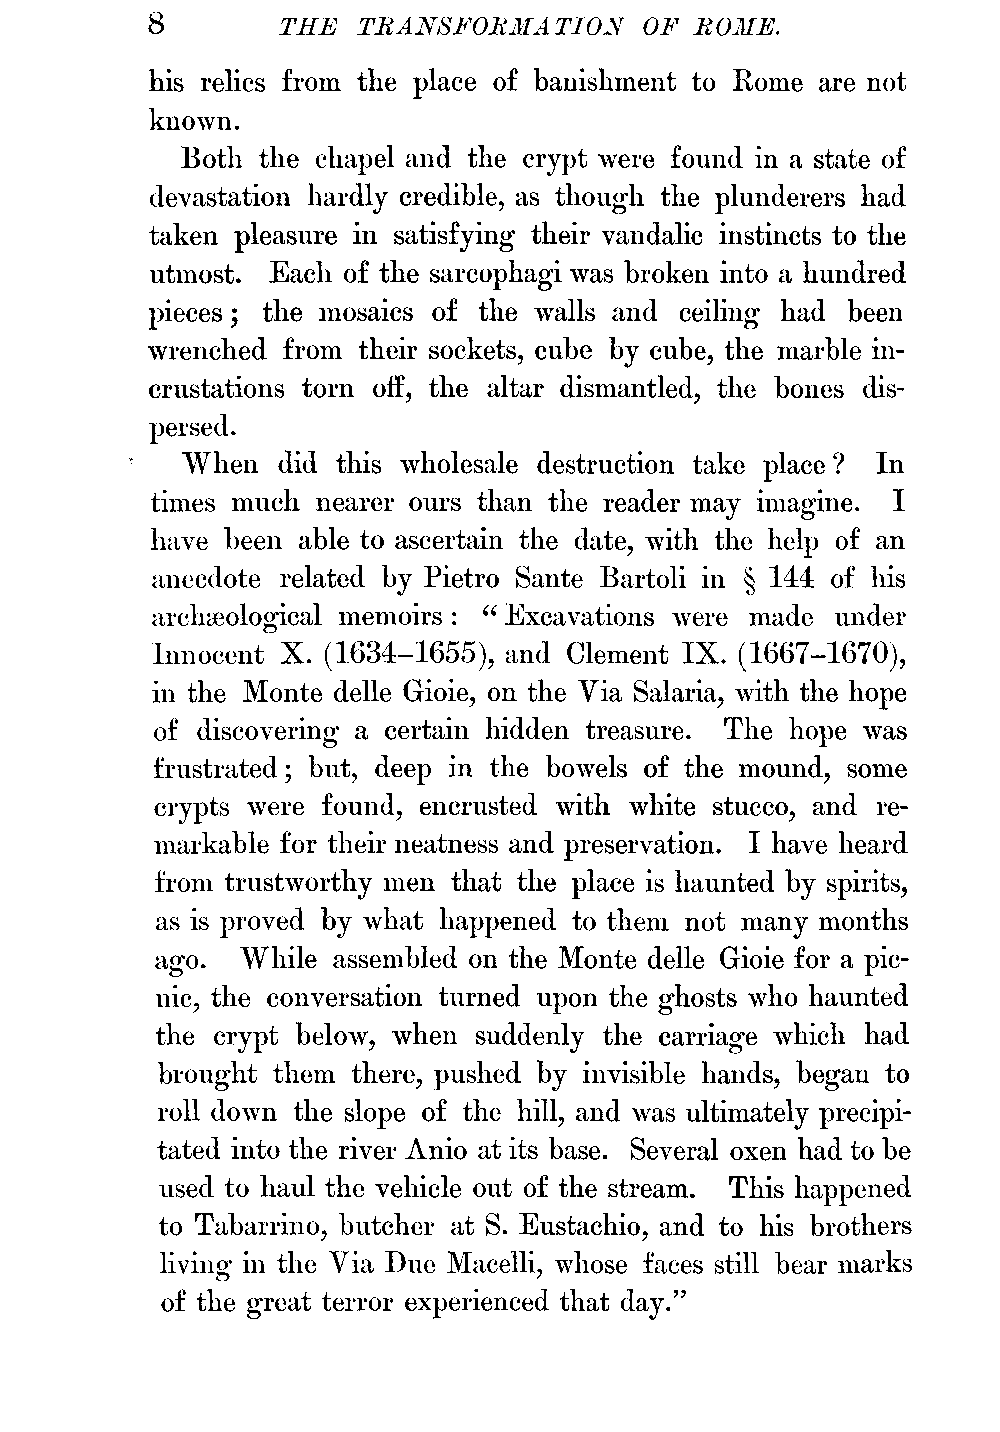 8 THE TRANSFORMATION OF ROME.
his relics from the place of banishment to Rome are not
known.
Both the chapel and the crypt were found in a state of
devastation hardly credible, as though the plunderers had
taken pleasure in satisfying their vandalic instincts to the
utmost. Each of the sarcophagi was broken into a hundred
pieces; the mosaics of the walls and ceiling had been
wrenched from their sockets, cube by cube, the marble in-
crustations torn off, the altar dismantled, the bones dis-
persed.
When did this wholesale destruction take place? In
times much nearer ours than the reader may imagine. I
have been able to ascertain the date, with the help of an
anecdote related by Pietro Sante Bartoli in § 144 of his
archæological memoirs: “Excavations were made under
Innocent X. (1634–1655), and Clement IX. (1667–1670),
in the Monte delle Gioie, on the Via Salaria, with the hope
of discovering a certain hidden treasure. The hope was
frustrated; but, deep in the bowels of the mound, some
crypts were found, encrusted with white stucco, and re-
markable for their neatness and preservation. I have heard
from trustworthy men that the place is haunted by spirits,
as is proved by what happened to them not many months
ago. While assembled on the Monte delle Gioie for a pic-
nic, the conversation turned upon the ghosts who haunted
the crypt below, when suddenly the carriage which had
brought them there, pushed by invisible hands, began to
roll down the slope of the hill, and was ultimately precipi-
tated into the river Anio at its base. Several oxen had to be
used to haul the vehicle out of the stream. This happened
to Tabarrino, butcher at S. Eustachio, and to his brothers
living in the Via Due Macelli, whose faces still bear marks
of the great terror experienced that day.”